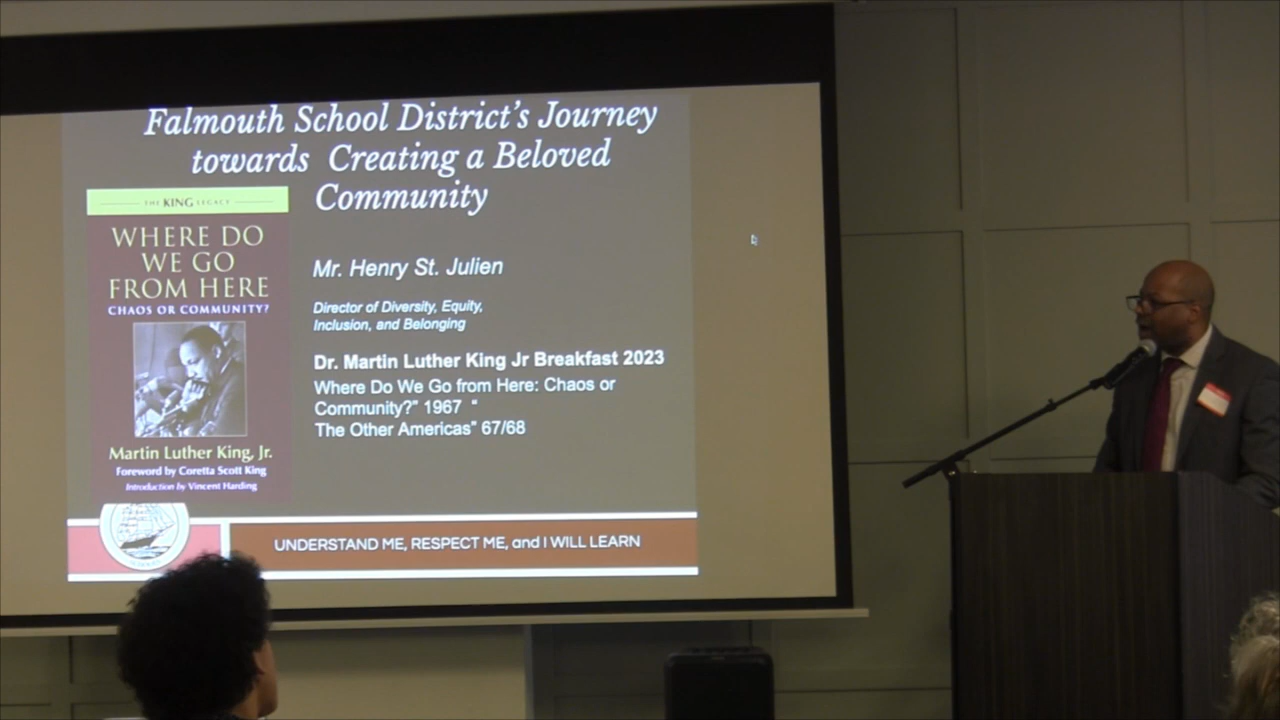 Falmouth School District's Journey
towards Creating a Beloved
Community
THE KING LEGACY
WHERE DO
WE GO
FROM HERE
CHAOS OR COMMUNITY?
Martin Luther King, Jr.
Foreword by Coretta Scott King
Introduction by Vincent Harding
Mr. Henry St. Julien
Director of Diversity, Equity,
Inclusion, and Belonging
Dr. Martin Luther King Jr Breakfast 2023
Where Do We Go from Here: Chaos or
Community?" 1967 "
The Other Americas" 67/68
UNDERSTAND ME, RESPECT ME, and I WILL LEARN